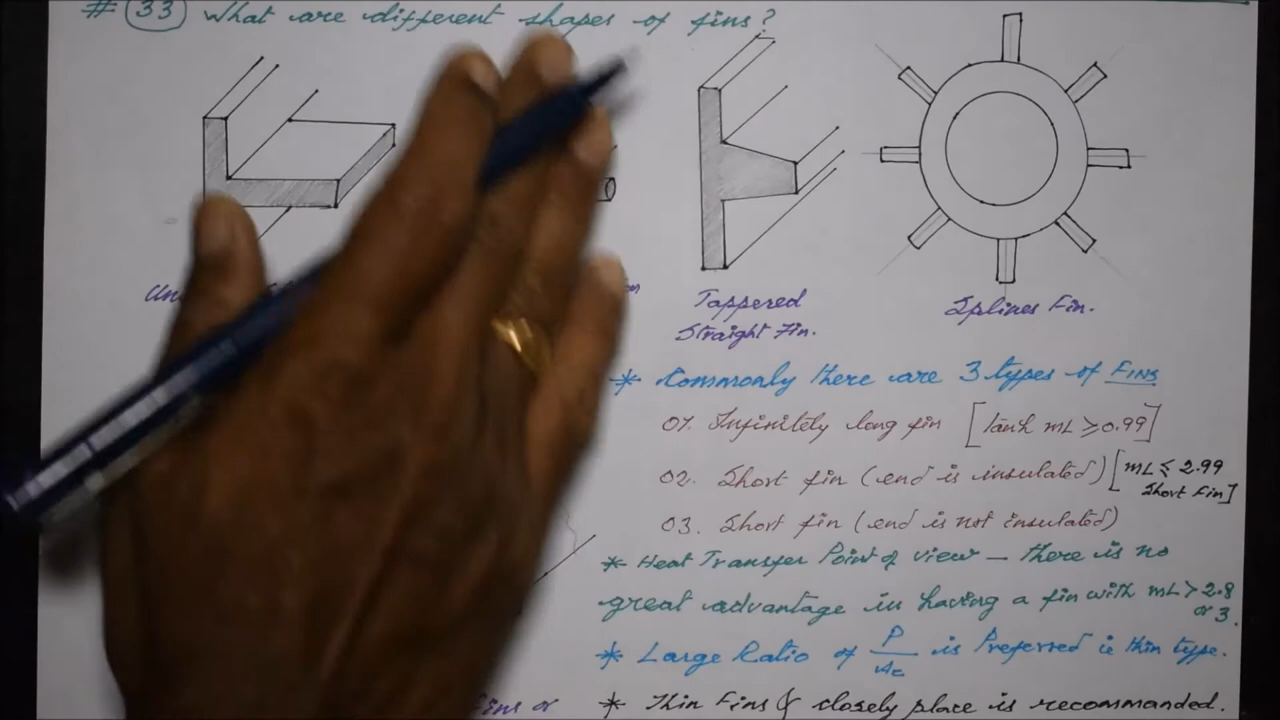 # 33 What are different shapes of fins?
Tappered
Straight Fin.
Splines Fin.
* Commonly there are 3 types of FINS
01. Infinitely long fin [tanh mL ≥ 0.99]
02. Short fin (end is insulated) [mL ≤ 2.99
Short Fin]
03. Short fin (end is not insulated)
* Heat Transfer Point of view — there is no
great advantage in having a fin with mL > 2.8
or 3.
* Large Ratio of P/Ac is Preferred ie thin type.
Fins or
* Thin Fins & closely place is recommanded.